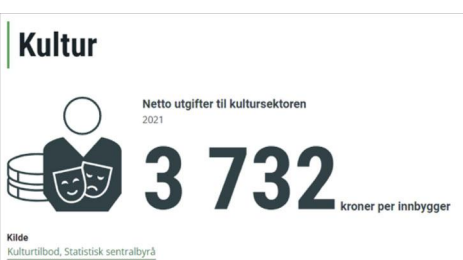 Kultur
Netto utgifter til kultursektoren
2021
3 732 kroner per innbygger
Kilde
Kulturtilbod, Statistisk sentralbyrå